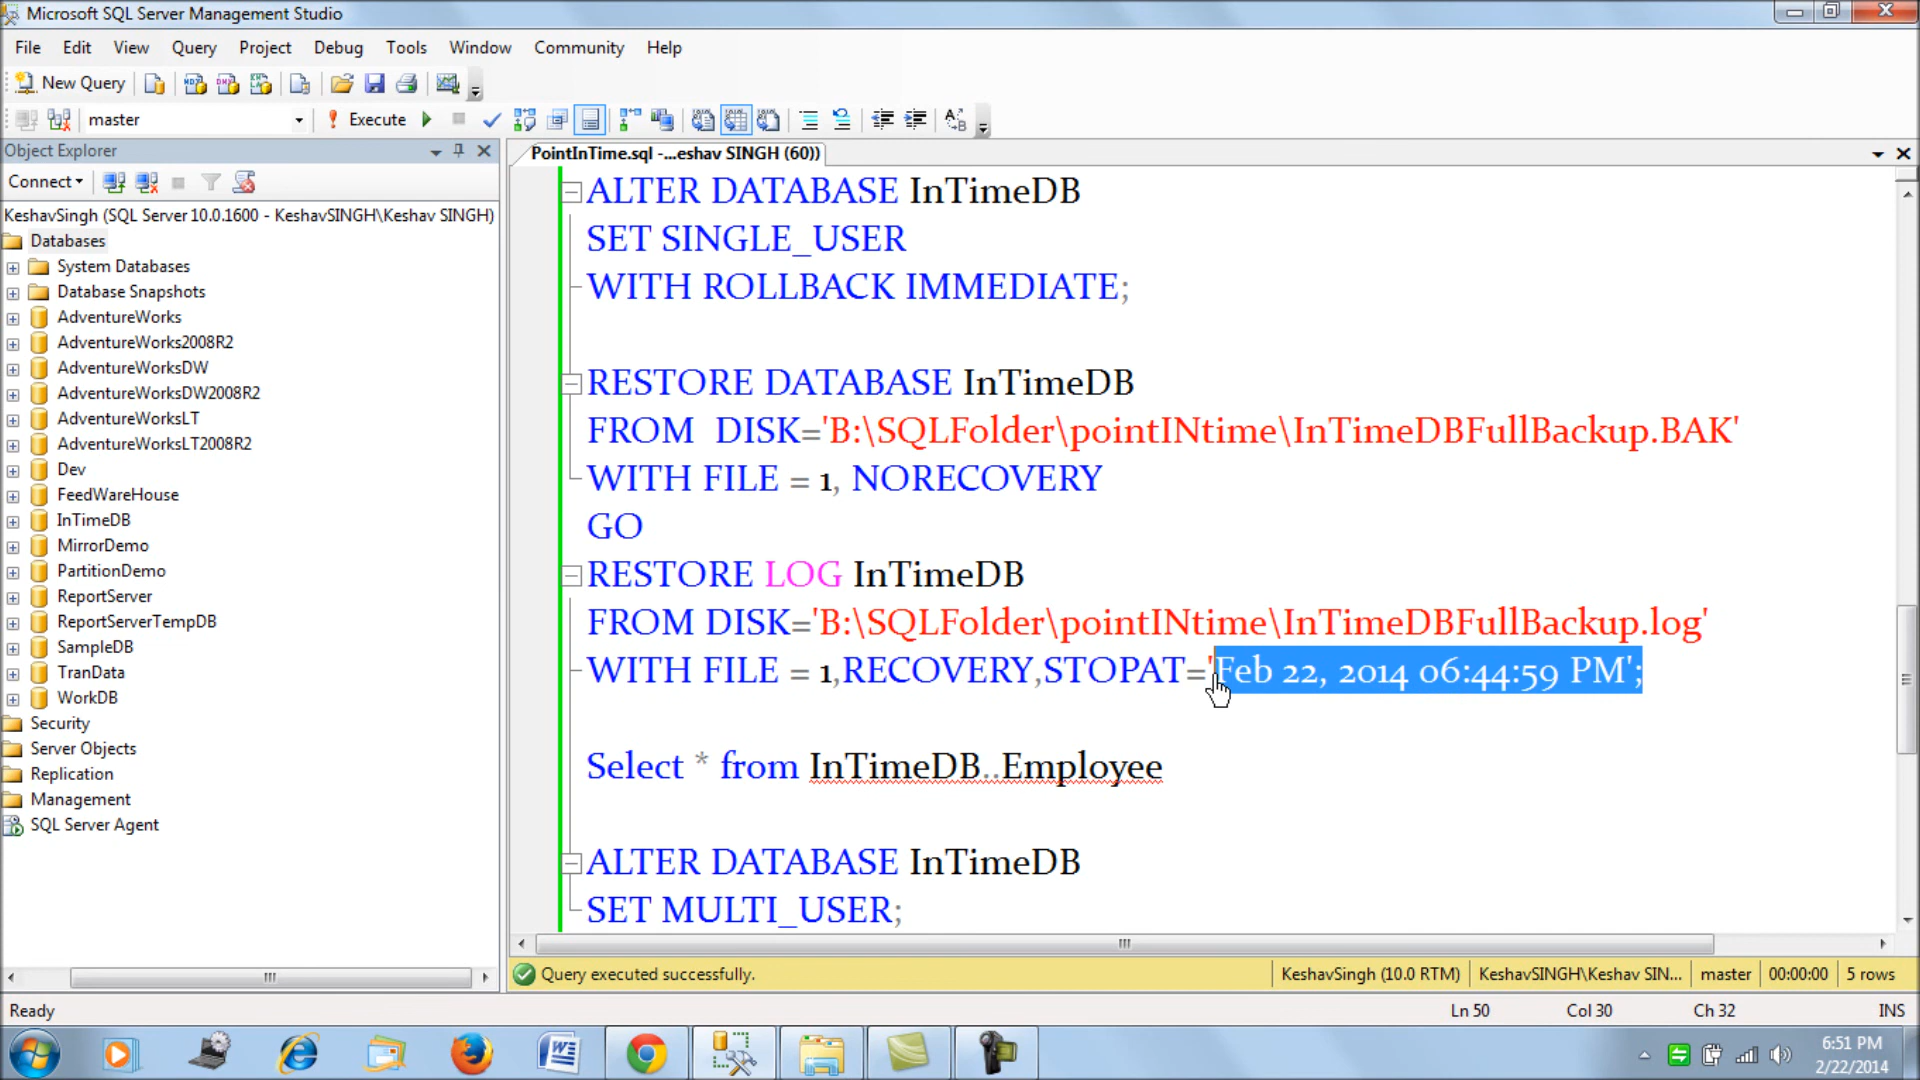 Microsoft SQL Server Management Studio
File Edit View Query Project Debug Tools Window Community Help
New Query
master Execute
Object Explorer
PointInTime.sql -...eshav SINGH (60))
Connect
KeshavSingh (SQL Server 10.0.1600 - KeshavSINGH\Keshav SINGH)
Databases
System Databases
Database Snapshots
AdventureWorks
AdventureWorks2008R2
AdventureWorksDW
AdventureWorksDW2008R2
AdventureWorksLT
AdventureWorksLT2008R2
Dev
FeedWareHouse
InTimeDB
MirrorDemo
PartitionDemo
ReportServer
ReportServerTempDB
SampleDB
TranData
WorkDB
Security
Server Objects
Replication
Management
SQL Server Agent
ALTER DATABASE InTimeDB
SET SINGLE_USER
WITH ROLLBACK IMMEDIATE;
RESTORE DATABASE InTimeDB
FROM  DISK='B:\SQLFolder\pointINtime\InTimeDBFullBackup.BAK'
WITH FILE = 1, NORECOVERY
GO
RESTORE LOG InTimeDB
FROM DISK='B:\SQLFolder\pointINtime\InTimeDBFullBackup.log'
WITH FILE = 1,RECOVERY,STOPAT='Feb 22, 2014 06:44:59 PM';
Select * from InTimeDB..Employee
ALTER DATABASE InTimeDB
SET MULTI_USER;
Query executed successfully. KeshavSingh (10.0 RTM) KeshavSINGH\Keshav SIN... master 00:00:00 5 rows
Ready Ln 50 Col 30 Ch 32 INS
6:51 PM
2/22/2014